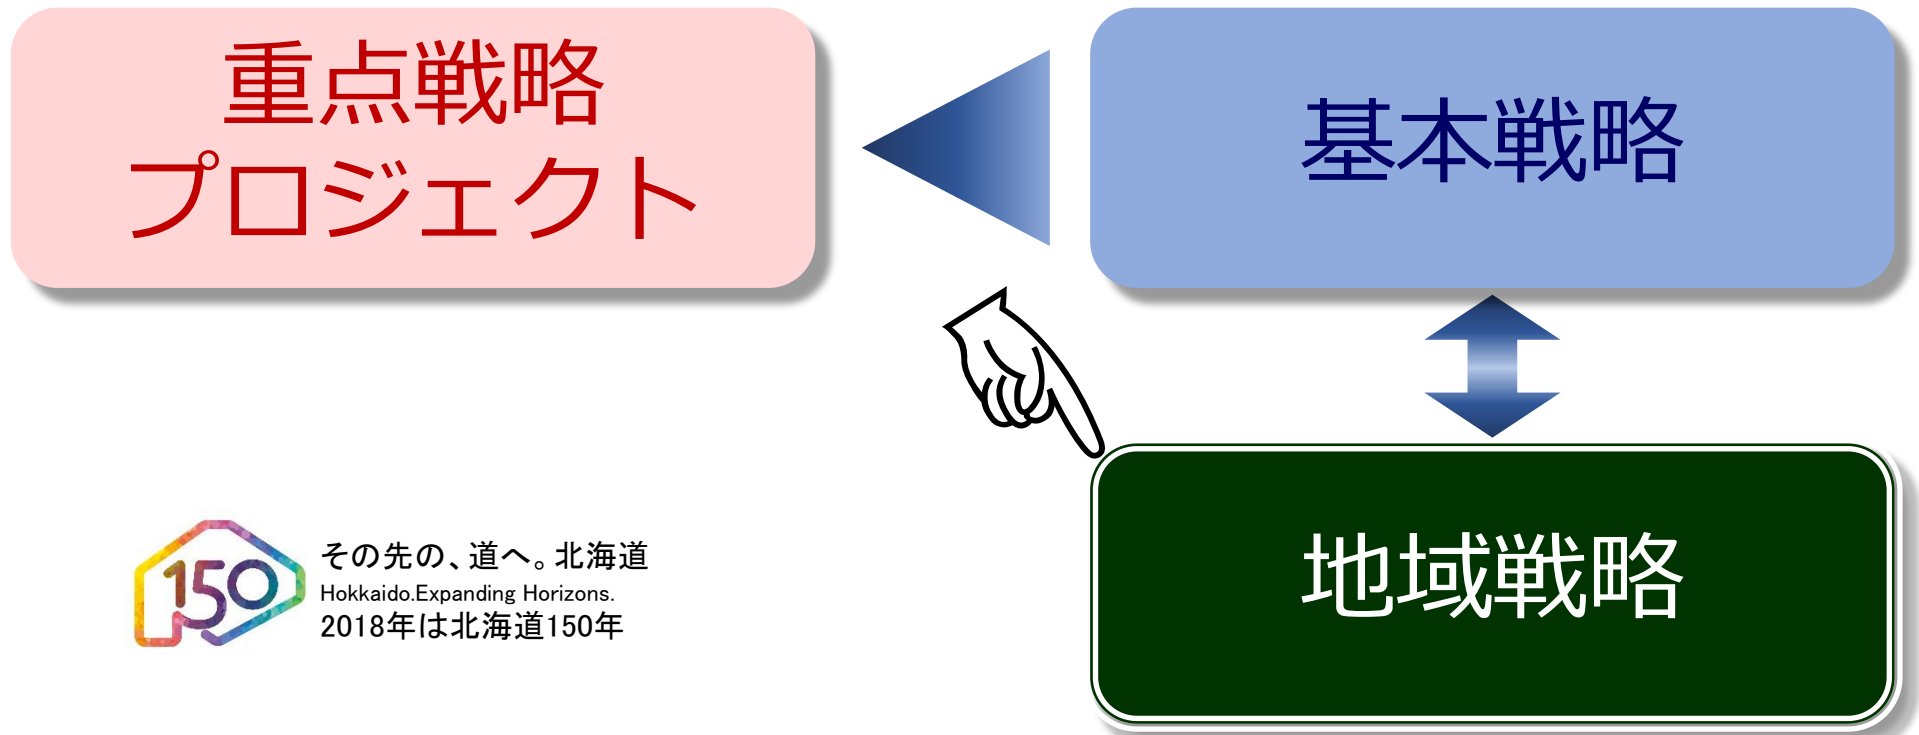 重点戦略
プロジェクト
基本戦略
地域戦略
150
その先の、道へ。北海道
Hokkaido.Expanding Horizons.
2018年は北海道150年